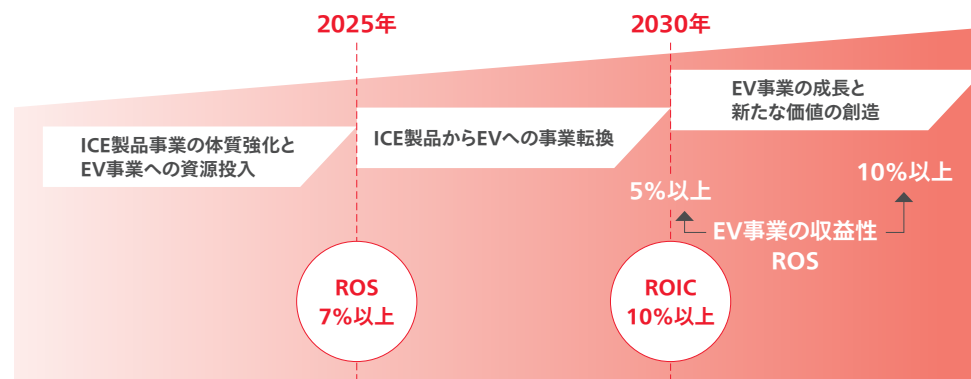 2025年
2030年
ICE製品事業の体質強化と
EV事業への資源投入
ICE製品からEVへの事業転換
EV事業の成長と
新たな価値の創造
5%以上
10%以上
EV事業の収益性
ROS
ROS
7%以上
ROIC
10%以上